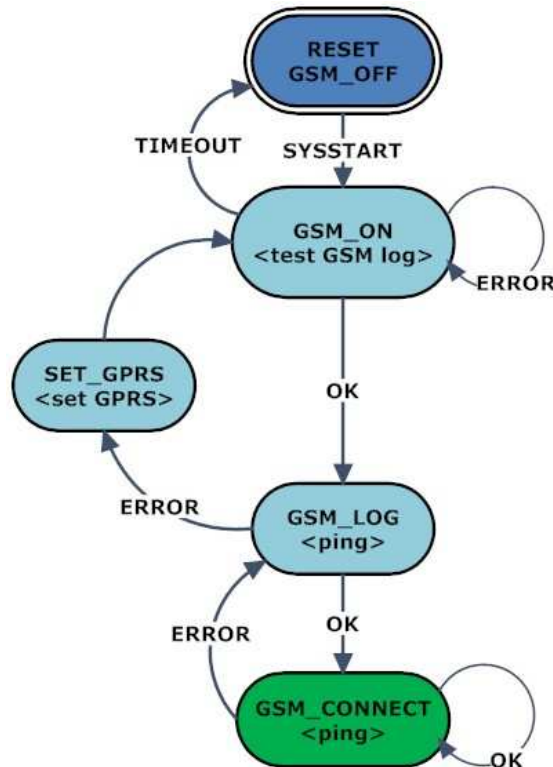 RESET
GSM_OFF
TIMEOUT
SYSSTART
GSM_ON
<test GSM log>
ERROR
SET_GPRS
<set GPRS>
OK
ERROR
GSM_LOG
<ping>
ERROR
OK
GSM_CONNECT
<ping>
OK